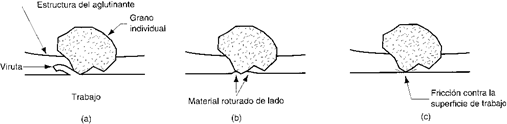 Estructura del aglutinante
Grano
individual
Viruta
Trabajo
(a)
Material roturado de lado
(b)
Fricción contra la
superficie de trabajo
(c)